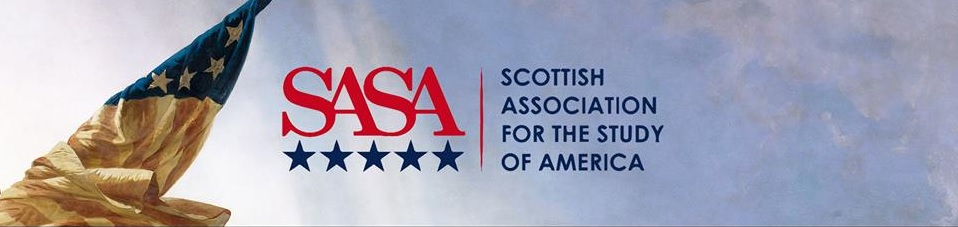 SASA
SCOTTISH
ASSOCIATION
FOR THE STUDY
OF AMERICA